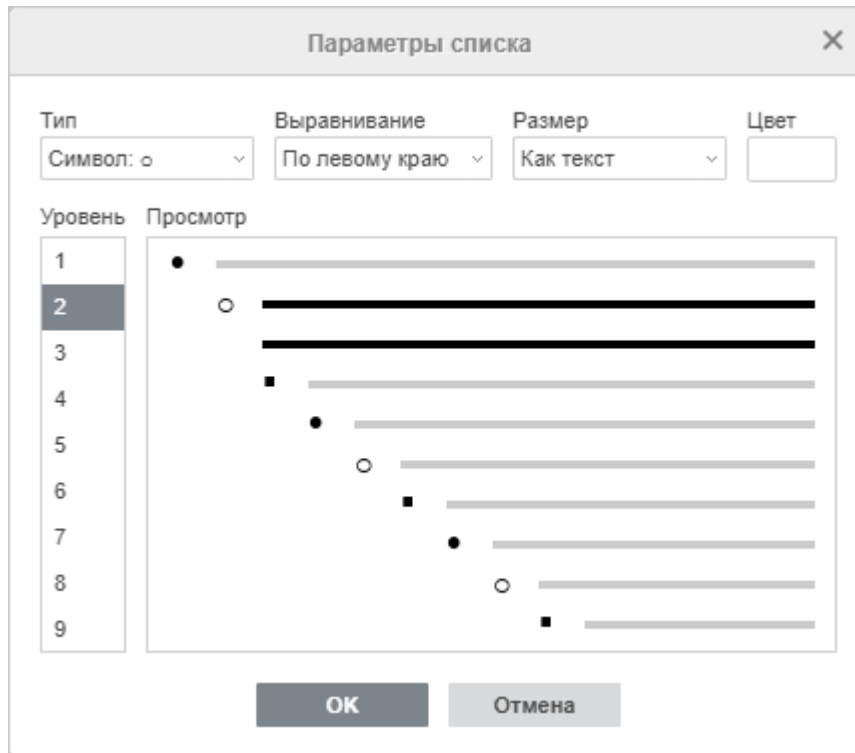 Параметры списка
Тип Выравнивание Размер Цвет
Символ: o По левому краю Как текст
Уровень Просмотр
1
2
3
4
5
6
7
8
9
OK Отмена